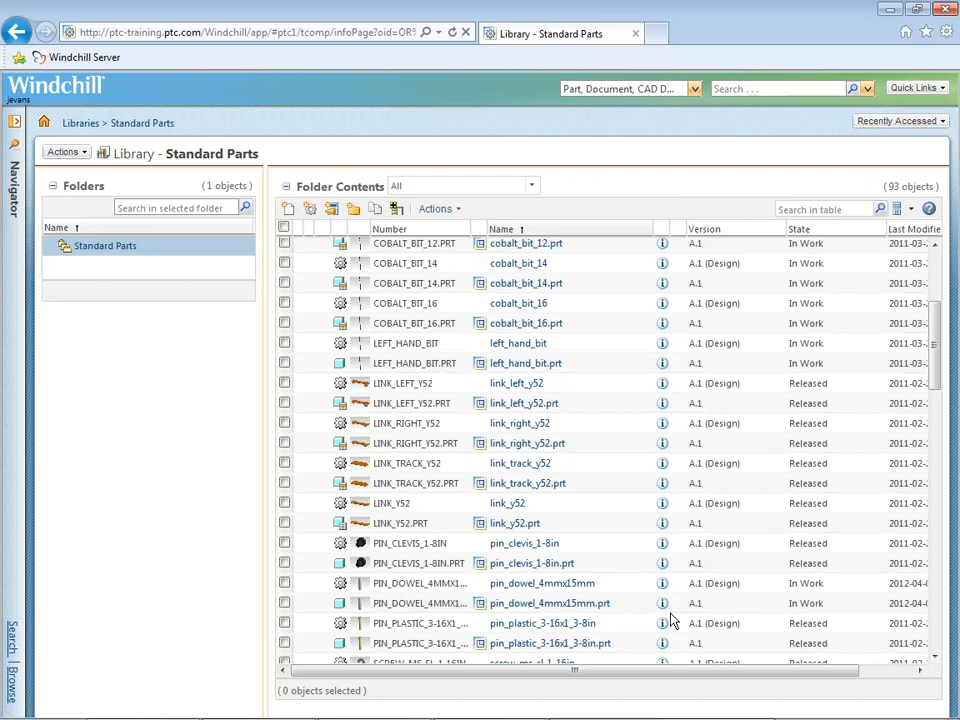 http://ptc-training.ptc.com/Windchill/app/#ptc1/tcomp/infoPage?oid=OR
Library - Standard Parts
Windchill Server
Windchill
jevans
Part, Document, CAD D...
Search . . .
Quick Links
Libraries > Standard Parts
Recently Accessed
Navigator
Search
Browse
Actions
Library - Standard Parts
Folders
(1 objects)
Search in selected folder
Name
Standard Parts
Folder Contents
All
(93 objects)
Actions
Search in table
Number Name Version State Last Modifie
COBALT_BIT_12.PRT cobalt_bit_12.prt A.1 In Work 2011-03-
COBALT_BIT_14 cobalt_bit_14 A.1 (Design) In Work 2011-03-
COBALT_BIT_14.PRT cobalt_bit_14.prt A.1 In Work 2011-03-
COBALT_BIT_16 cobalt_bit_16 A.1 (Design) In Work 2011-03-
COBALT_BIT_16.PRT cobalt_bit_16.prt A.1 In Work 2011-03-
LEFT_HAND_BIT left_hand_bit A.1 (Design) In Work 2011-03-
LEFT_HAND_BIT.PRT left_hand_bit.prt A.1 In Work 2011-03-
LINK_LEFT_Y52 link_left_y52 A.1 (Design) Released 2011-02-
LINK_LEFT_Y52.PRT link_left_y52.prt A.1 Released 2011-02-
LINK_RIGHT_Y52 link_right_y52 A.1 (Design) Released 2011-02-
LINK_RIGHT_Y52.PRT link_right_y52.prt A.1 Released 2011-02-
LINK_TRACK_Y52 link_track_y52 A.1 (Design) Released 2011-02-
LINK_TRACK_Y52.PRT link_track_y52.prt A.1 Released 2011-02-
LINK_Y52 link_y52 A.1 (Design) Released 2011-02-
LINK_Y52.PRT link_y52.prt A.1 Released 2011-02-
PIN_CLEVIS_1-8IN pin_clevis_1-8in A.1 (Design) Released 2011-02-
PIN_CLEVIS_1-8IN.PRT pin_clevis_1-8in.prt A.1 Released 2011-02-
PIN_DOWEL_4MMX1... pin_dowel_4mmx15mm A.1 (Design) In Work 2012-04-
PIN_DOWEL_4MMX1... pin_dowel_4mmx15mm.prt A.1 In Work 2012-04-
PIN_PLASTIC_3-16X1_... pin_plastic_3-16x1_3-8in A.1 (Design) Released 2011-02-
PIN_PLASTIC_3-16X1_... pin_plastic_3-16x1_3-8in.prt A.1 Released 2011-02-
(0 objects selected)